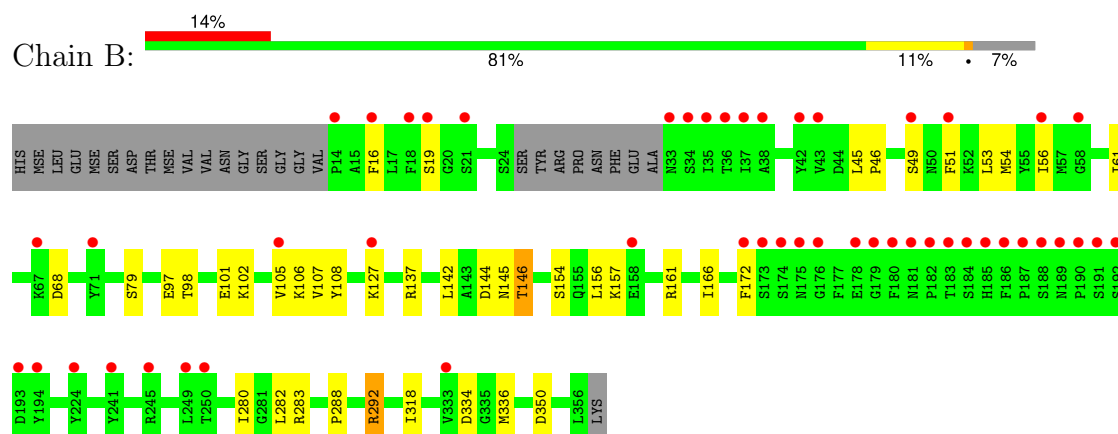 14%
Chain B:
81% 11% • 7%
HIS MSE LEU GLU MSE SER ASP THR MSE VAL VAL ASN GLY SER GLY GLY VAL P14 A15 F16 L17 F18 S19 G20 S21 S24 SER TYR ARG PRO ASN PHE GLU ALA N33 S34 I35 T36 I37 A38 Y42 V43 D44 L45 P46 S49 N50 F51 K52 L53 M54 Y55 I56 M57 G58 I61
K67 D68 Y71 S79 E97 T98 E101 K102 V105 K106 V107 Y108 K127 R137 L142 A143 D144 N145 T146 S154 Q155 L156 K157 E158 R161 I166 F172 S173 S174 N175 G176 F177 E178 G179 F180 N181 P182 T183 S184 H185 F186 P187 S188 N189 P190 S191 S192
D193 Y194 Y224 Y241 R245 L249 T250 I280 G281 L282 R283 P288 R292 I318 V333 D334 G335 M336 D350 L356 LYS